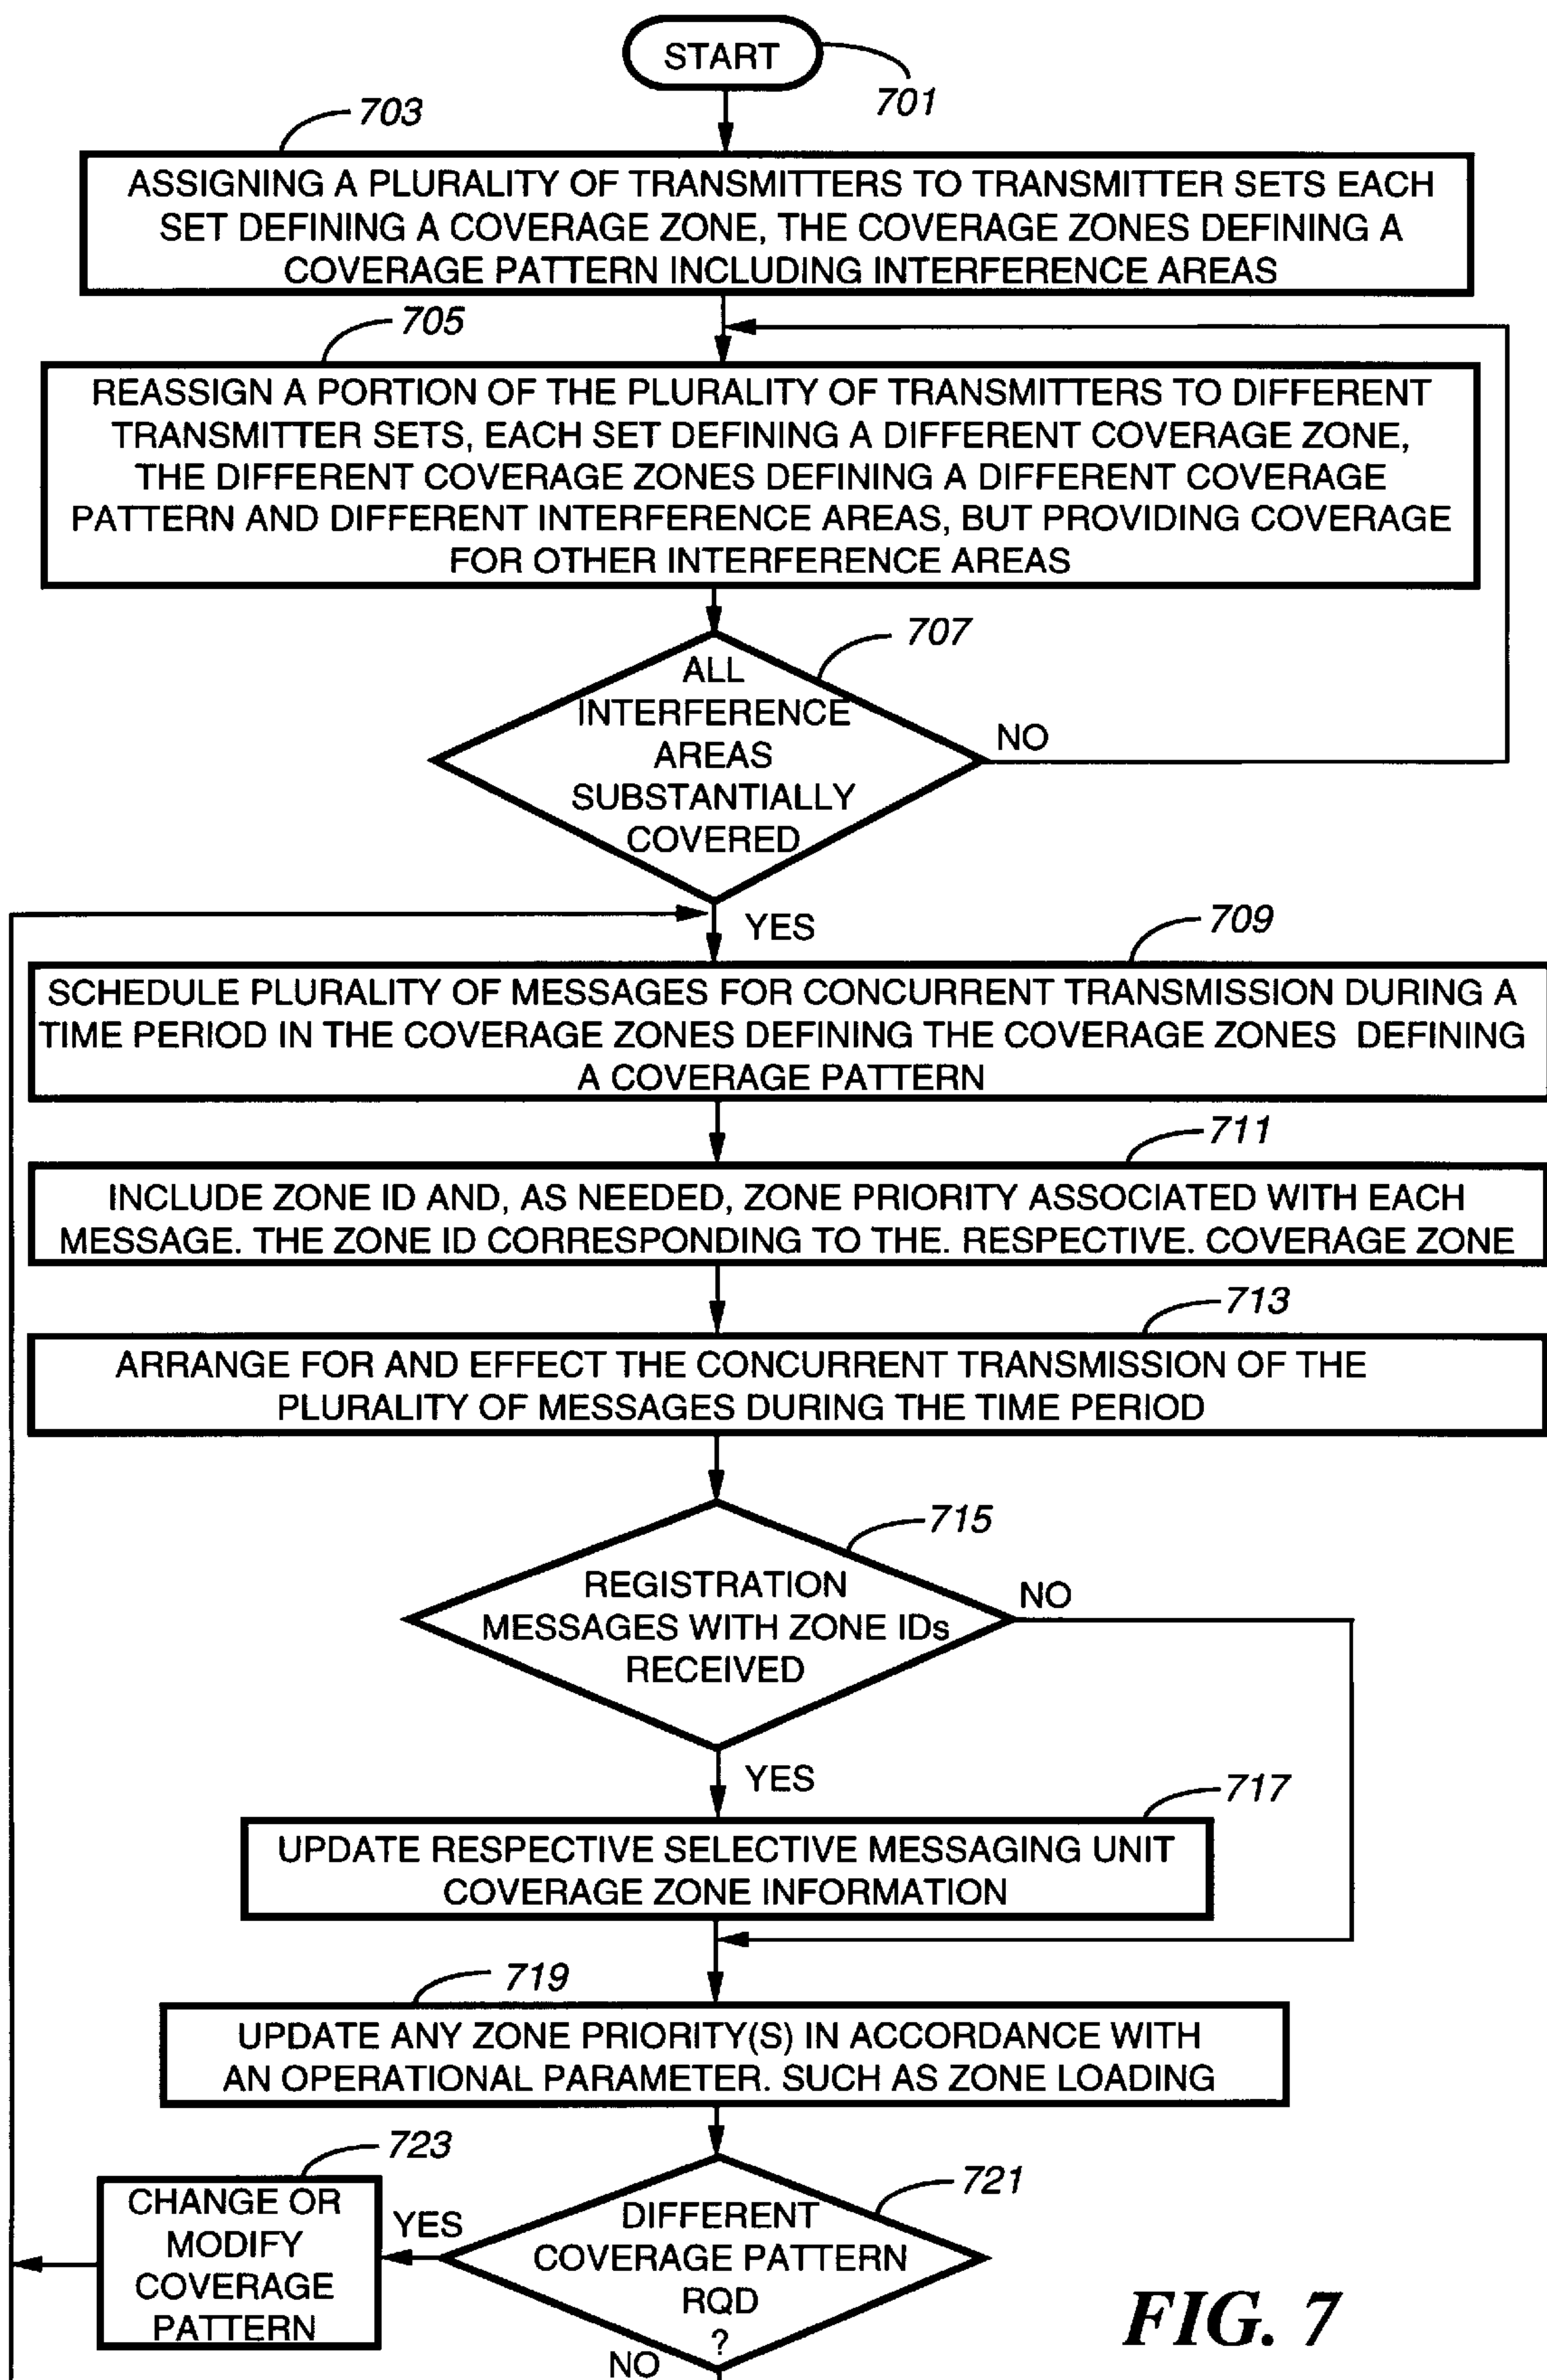 START
701
703
ASSIGNING A PLURALITY OF TRANSMITTERS TO TRANSMITTER SETS EACH
SET DEFINING A COVERAGE ZONE, THE COVERAGE ZONES DEFINING A
COVERAGE PATTERN INCLUDING INTERFERENCE AREAS
705
REASSIGN A PORTION OF THE PLURALITY OF TRANSMITTERS TO DIFFERENT
TRANSMITTER SETS, EACH SET DEFINING A DIFFERENT COVERAGE ZONE,
THE DIFFERENT COVERAGE ZONES DEFINING A DIFFERENT COVERAGE
PATTERN AND DIFFERENT INTERFERENCE AREAS, BUT PROVIDING COVERAGE
FOR OTHER INTERFERENCE AREAS
707
ALL
INTERFERENCE
AREAS
SUBSTANTIALLY
COVERED
NO
YES
709
SCHEDULE PLURALITY OF MESSAGES FOR CONCURRENT TRANSMISSION DURING A
TIME PERIOD IN THE COVERAGE ZONES DEFINING THE COVERAGE ZONES DEFINING
A COVERAGE PATTERN
711
INCLUDE ZONE ID AND, AS NEEDED, ZONE PRIORITY ASSOCIATED WITH EACH
MESSAGE. THE ZONE ID CORRESPONDING TO THE. RESPECTIVE. COVERAGE ZONE
713
ARRANGE FOR AND EFFECT THE CONCURRENT TRANSMISSION OF THE
PLURALITY OF MESSAGES DURING THE TIME PERIOD
715
REGISTRATION
MESSAGES WITH ZONE IDs
RECEIVED
NO
YES
717
UPDATE RESPECTIVE SELECTIVE MESSAGING UNIT
COVERAGE ZONE INFORMATION
719
UPDATE ANY ZONE PRIORITY(S) IN ACCORDANCE WITH
AN OPERATIONAL PARAMETER. SUCH AS ZONE LOADING
723
CHANGE OR
MODIFY
COVERAGE
PATTERN
YES
721
DIFFERENT
COVERAGE PATTERN
RQD
?
NO
FIG. 7